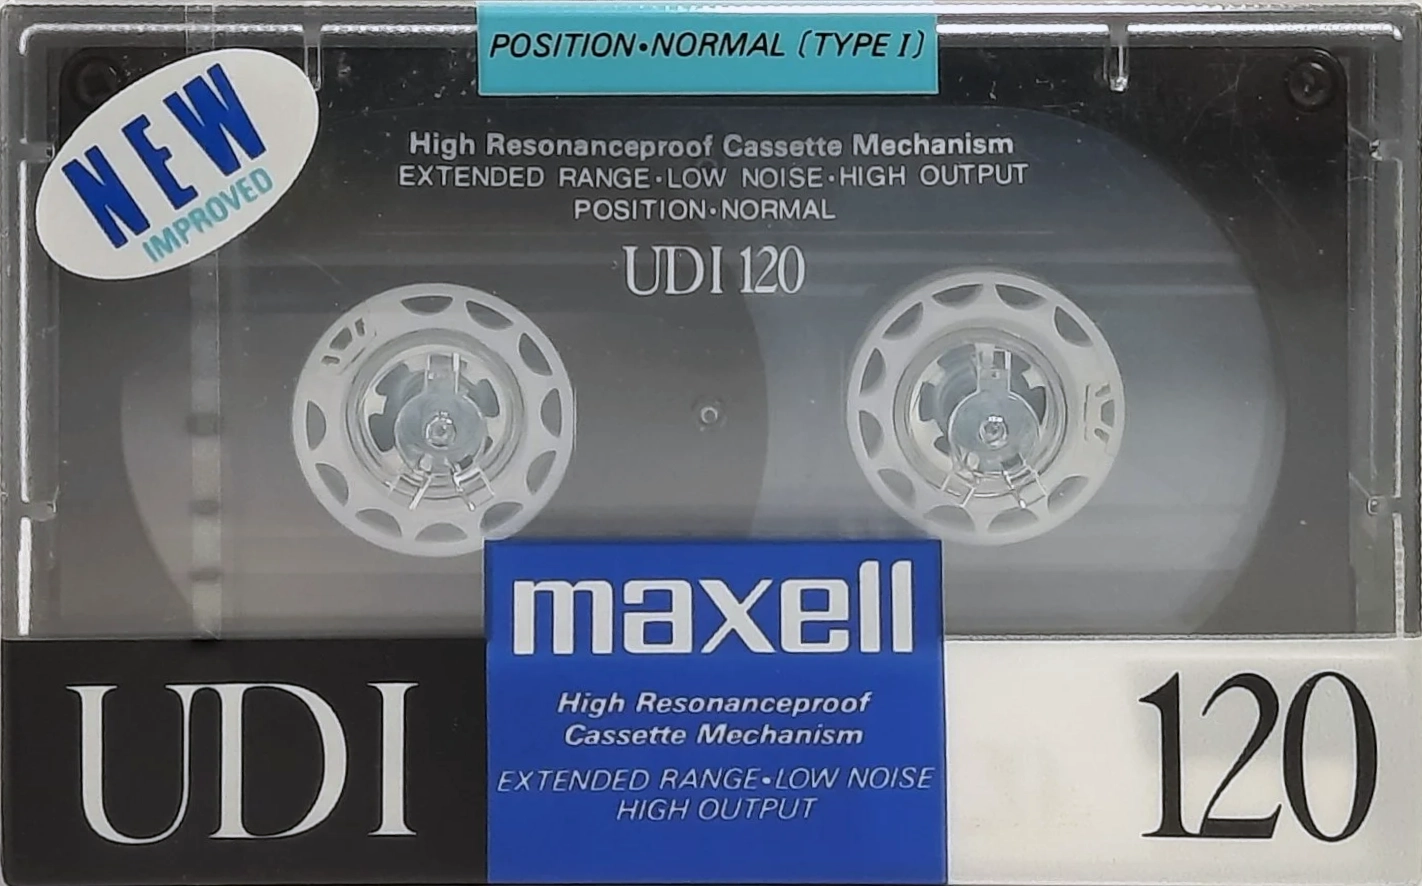 POSITION•NORMAL (TYPE I)
NEW
IMPROVED
High Resonanceproof Cassette Mechanism
EXTENDED RANGE·LOW NOISE·HIGH OUTPUT
POSITION·NORMAL
UDI 120
maxell
High Resonanceproof
Cassette Mechanism
EXTENDED RANGE•LOW NOISE
HIGH OUTPUT
UDI
120